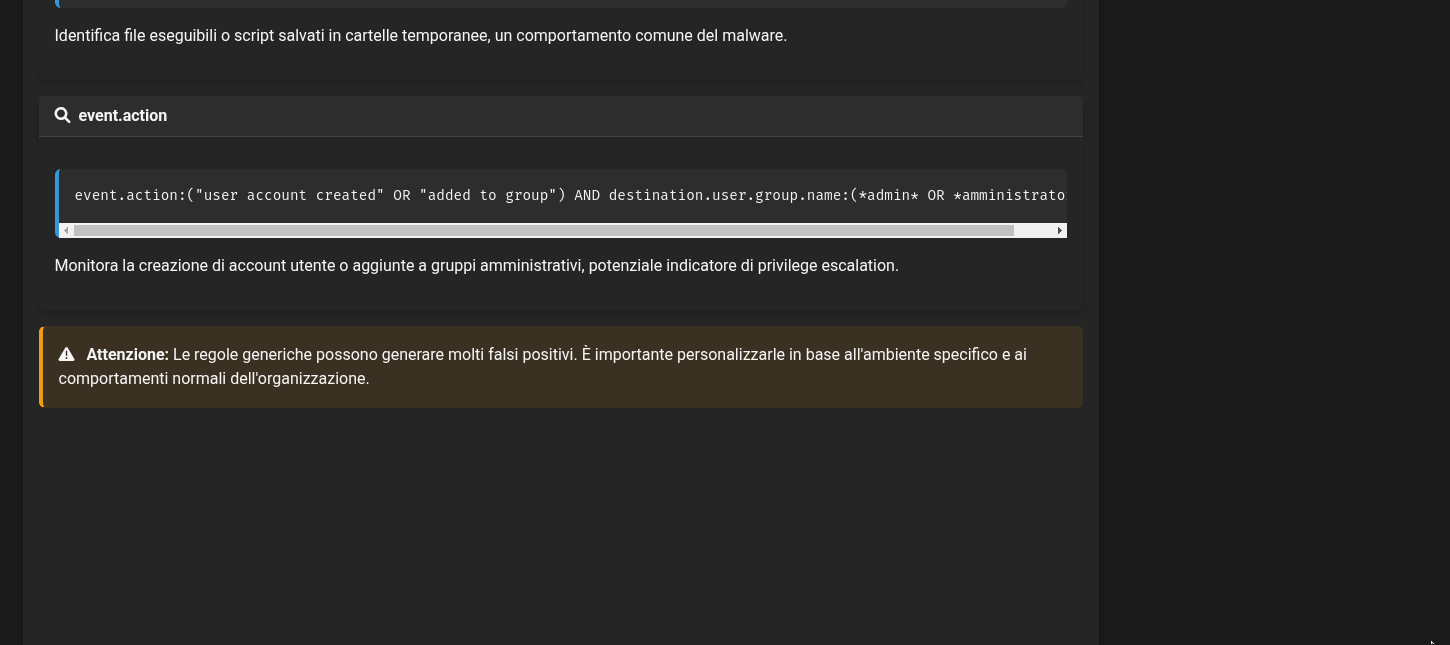 Identifica file eseguibili o script salvati in cartelle temporanee, un comportamento comune del malware.
event.action
event.action:("user account created" OR "added to group") AND destination.user.group.name:(*admin* OR *amministrato
Monitora la creazione di account utente o aggiunte a gruppi amministrativi, potenziale indicatore di privilege escalation.
Attenzione: Le regole generiche possono generare molti falsi positivi. È importante personalizzarle in base all'ambiente specifico e ai
comportamenti normali dell'organizzazione.